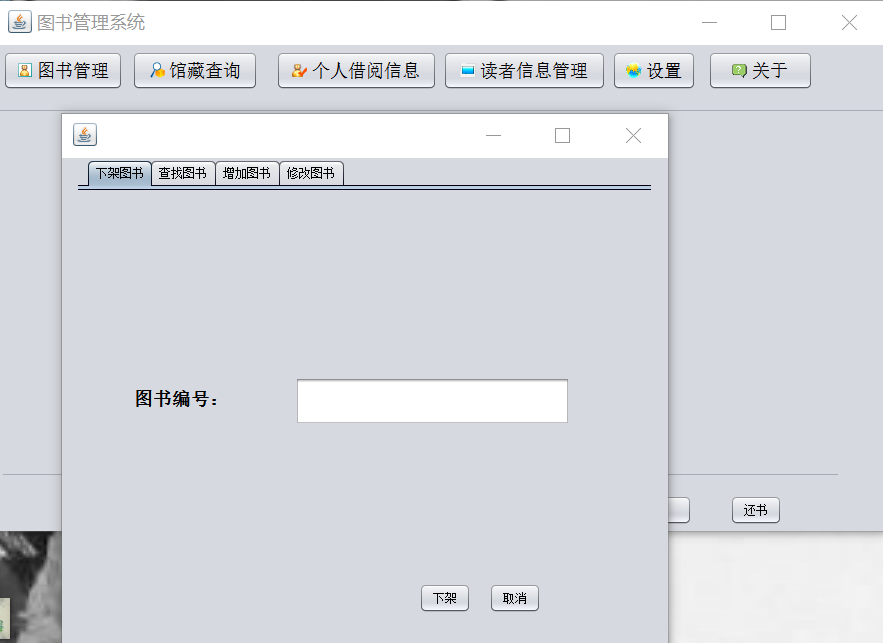 图书管理系统
图书管理 馆藏查询 个人借阅信息 读者信息管理 设置 关于
下架图书 查找图书 增加图书 修改图书
图书编号：
还书
下架 取消